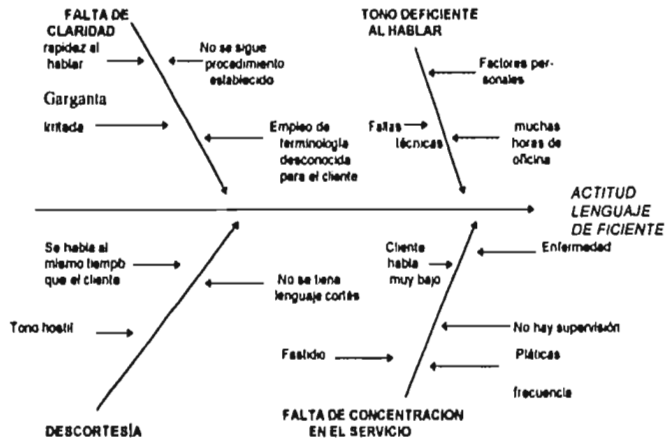 FALTA DE
CLARIDAD
rapidez al
hablar
No se sigue
procedimiento
establecido
Garganta
irritada
Empleo de
terminología
desconocida
para el cliente
TONO DEFICIENTE
AL HABLAR
Factores per-
sonales
Fallas
técnicas
muchas
horas de
oficina
ACTITUD
LENGUAJE
DE FICIENTE
Se habla al
mismo tiempo
que el cliente
No se tiene
lenguaje cortés
Tono hostil
DESCORTESÍA
Cliente
habla
muy bajo
Enfermedad
No hay supervisión
Fastidio
Pláticas
frecuencia
FALTA DE CONCENTRACION
EN EL SERVICIO